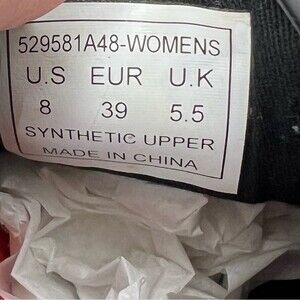 529581A48-WOMENS
U.S EUR U.K
8 39 5.5
SYNTHETIC UPPER
MADE IN CHINA